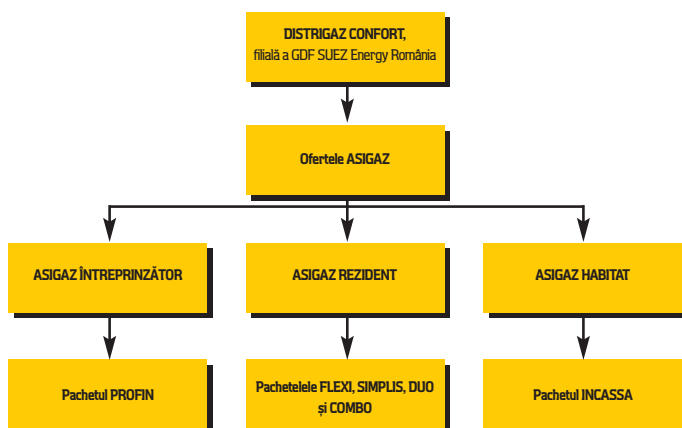 DISTRIGAZ CONFORT,
filială a GDF SUEZ Energy România
Ofertele ASIGAZ
ASIGAZ ÎNTREPRINZĂTOR
ASIGAZ REZIDENT
ASIGAZ HABITAT
Pachetul PROFIN
Pachetelele FLEXI, SIMPLIS, DUO
și COMBO
Pachetul INCASSA